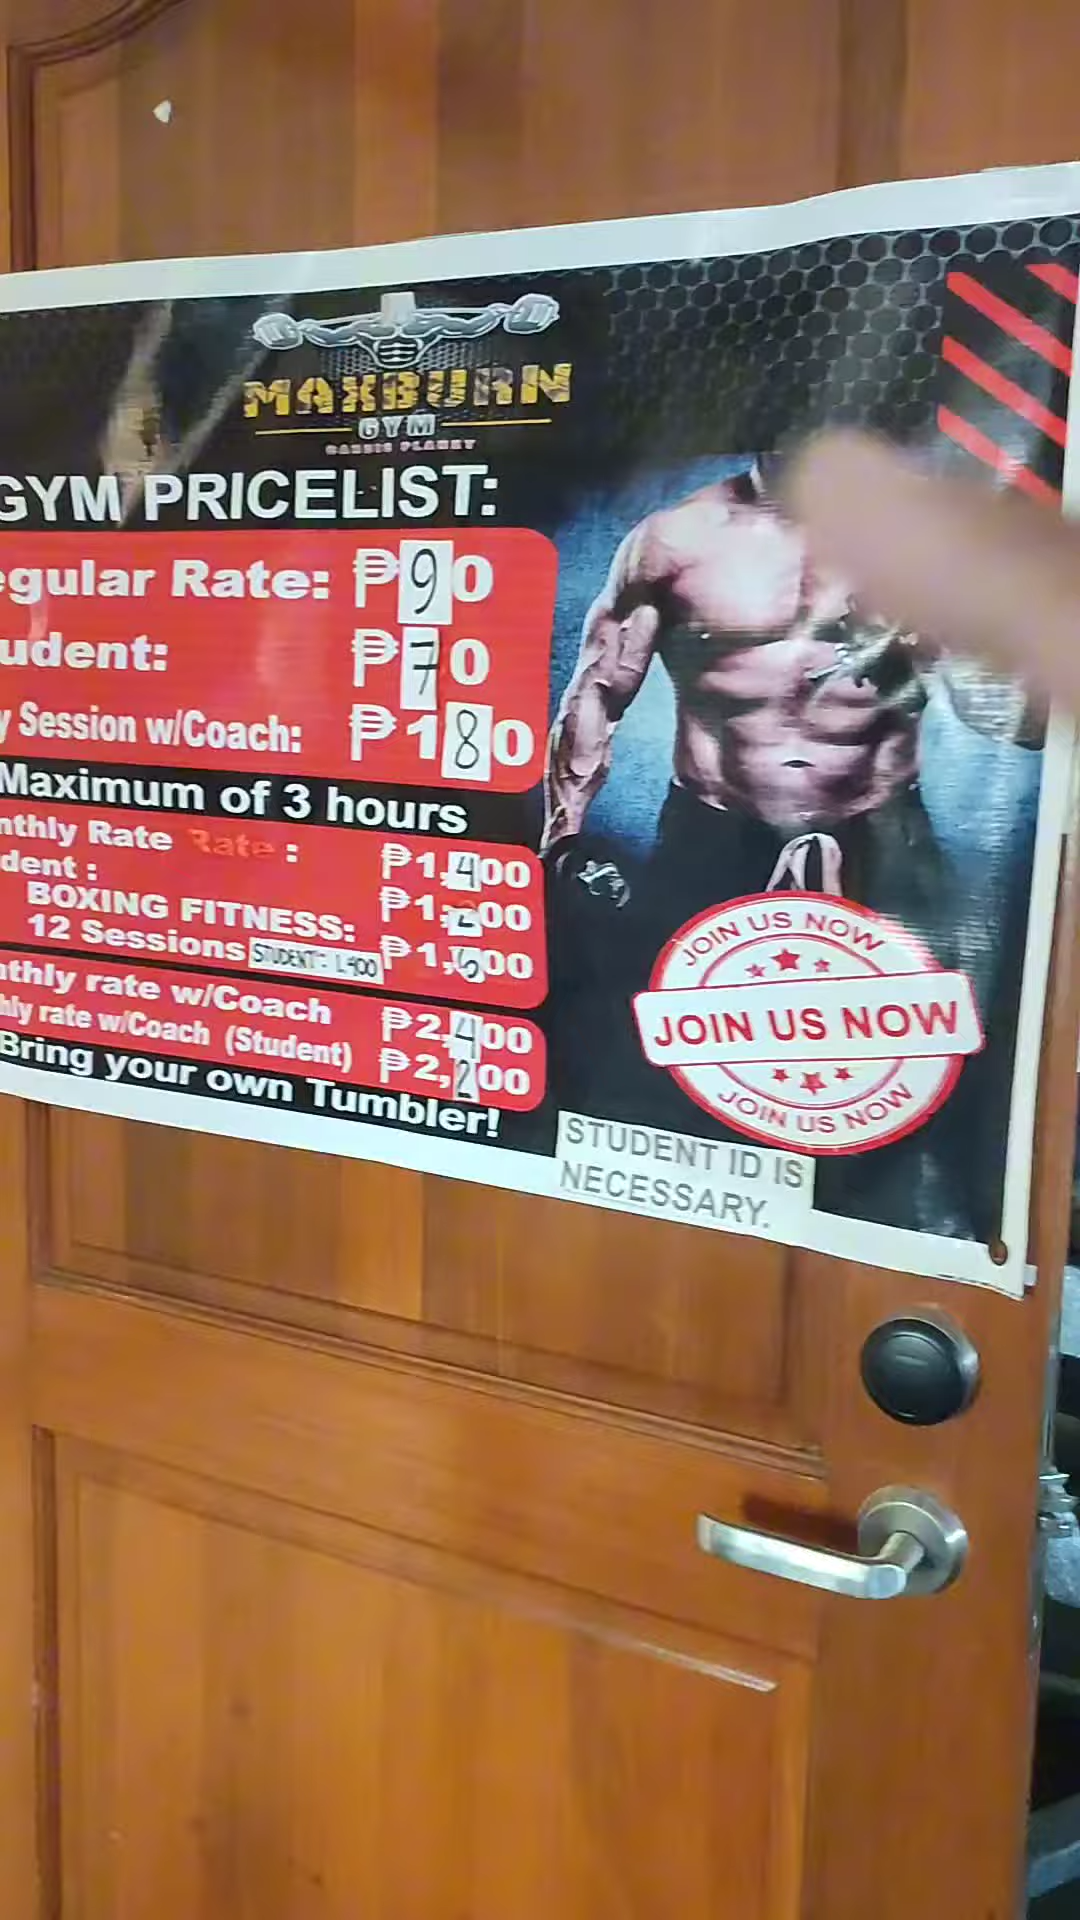 MAXBURN
GYM
GYM PRICELIST:
egular Rate: ₱90
udent: ₱70
y Session w/Coach: ₱180
Maximum of 3 hours
nthly Rate Rate : ₱1,400
dent : ₱1,200
BOXING FITNESS:
12 Sessions STUDENT: 1,400 ₱1,600
nthly rate w/Coach ₱2,400
hly rate w/Coach (Student) ₱2,200
Bring your own Tumbler!
JOIN US NOW
JOIN US NOW
JOIN US NOW
STUDENT ID IS
NECESSARY.